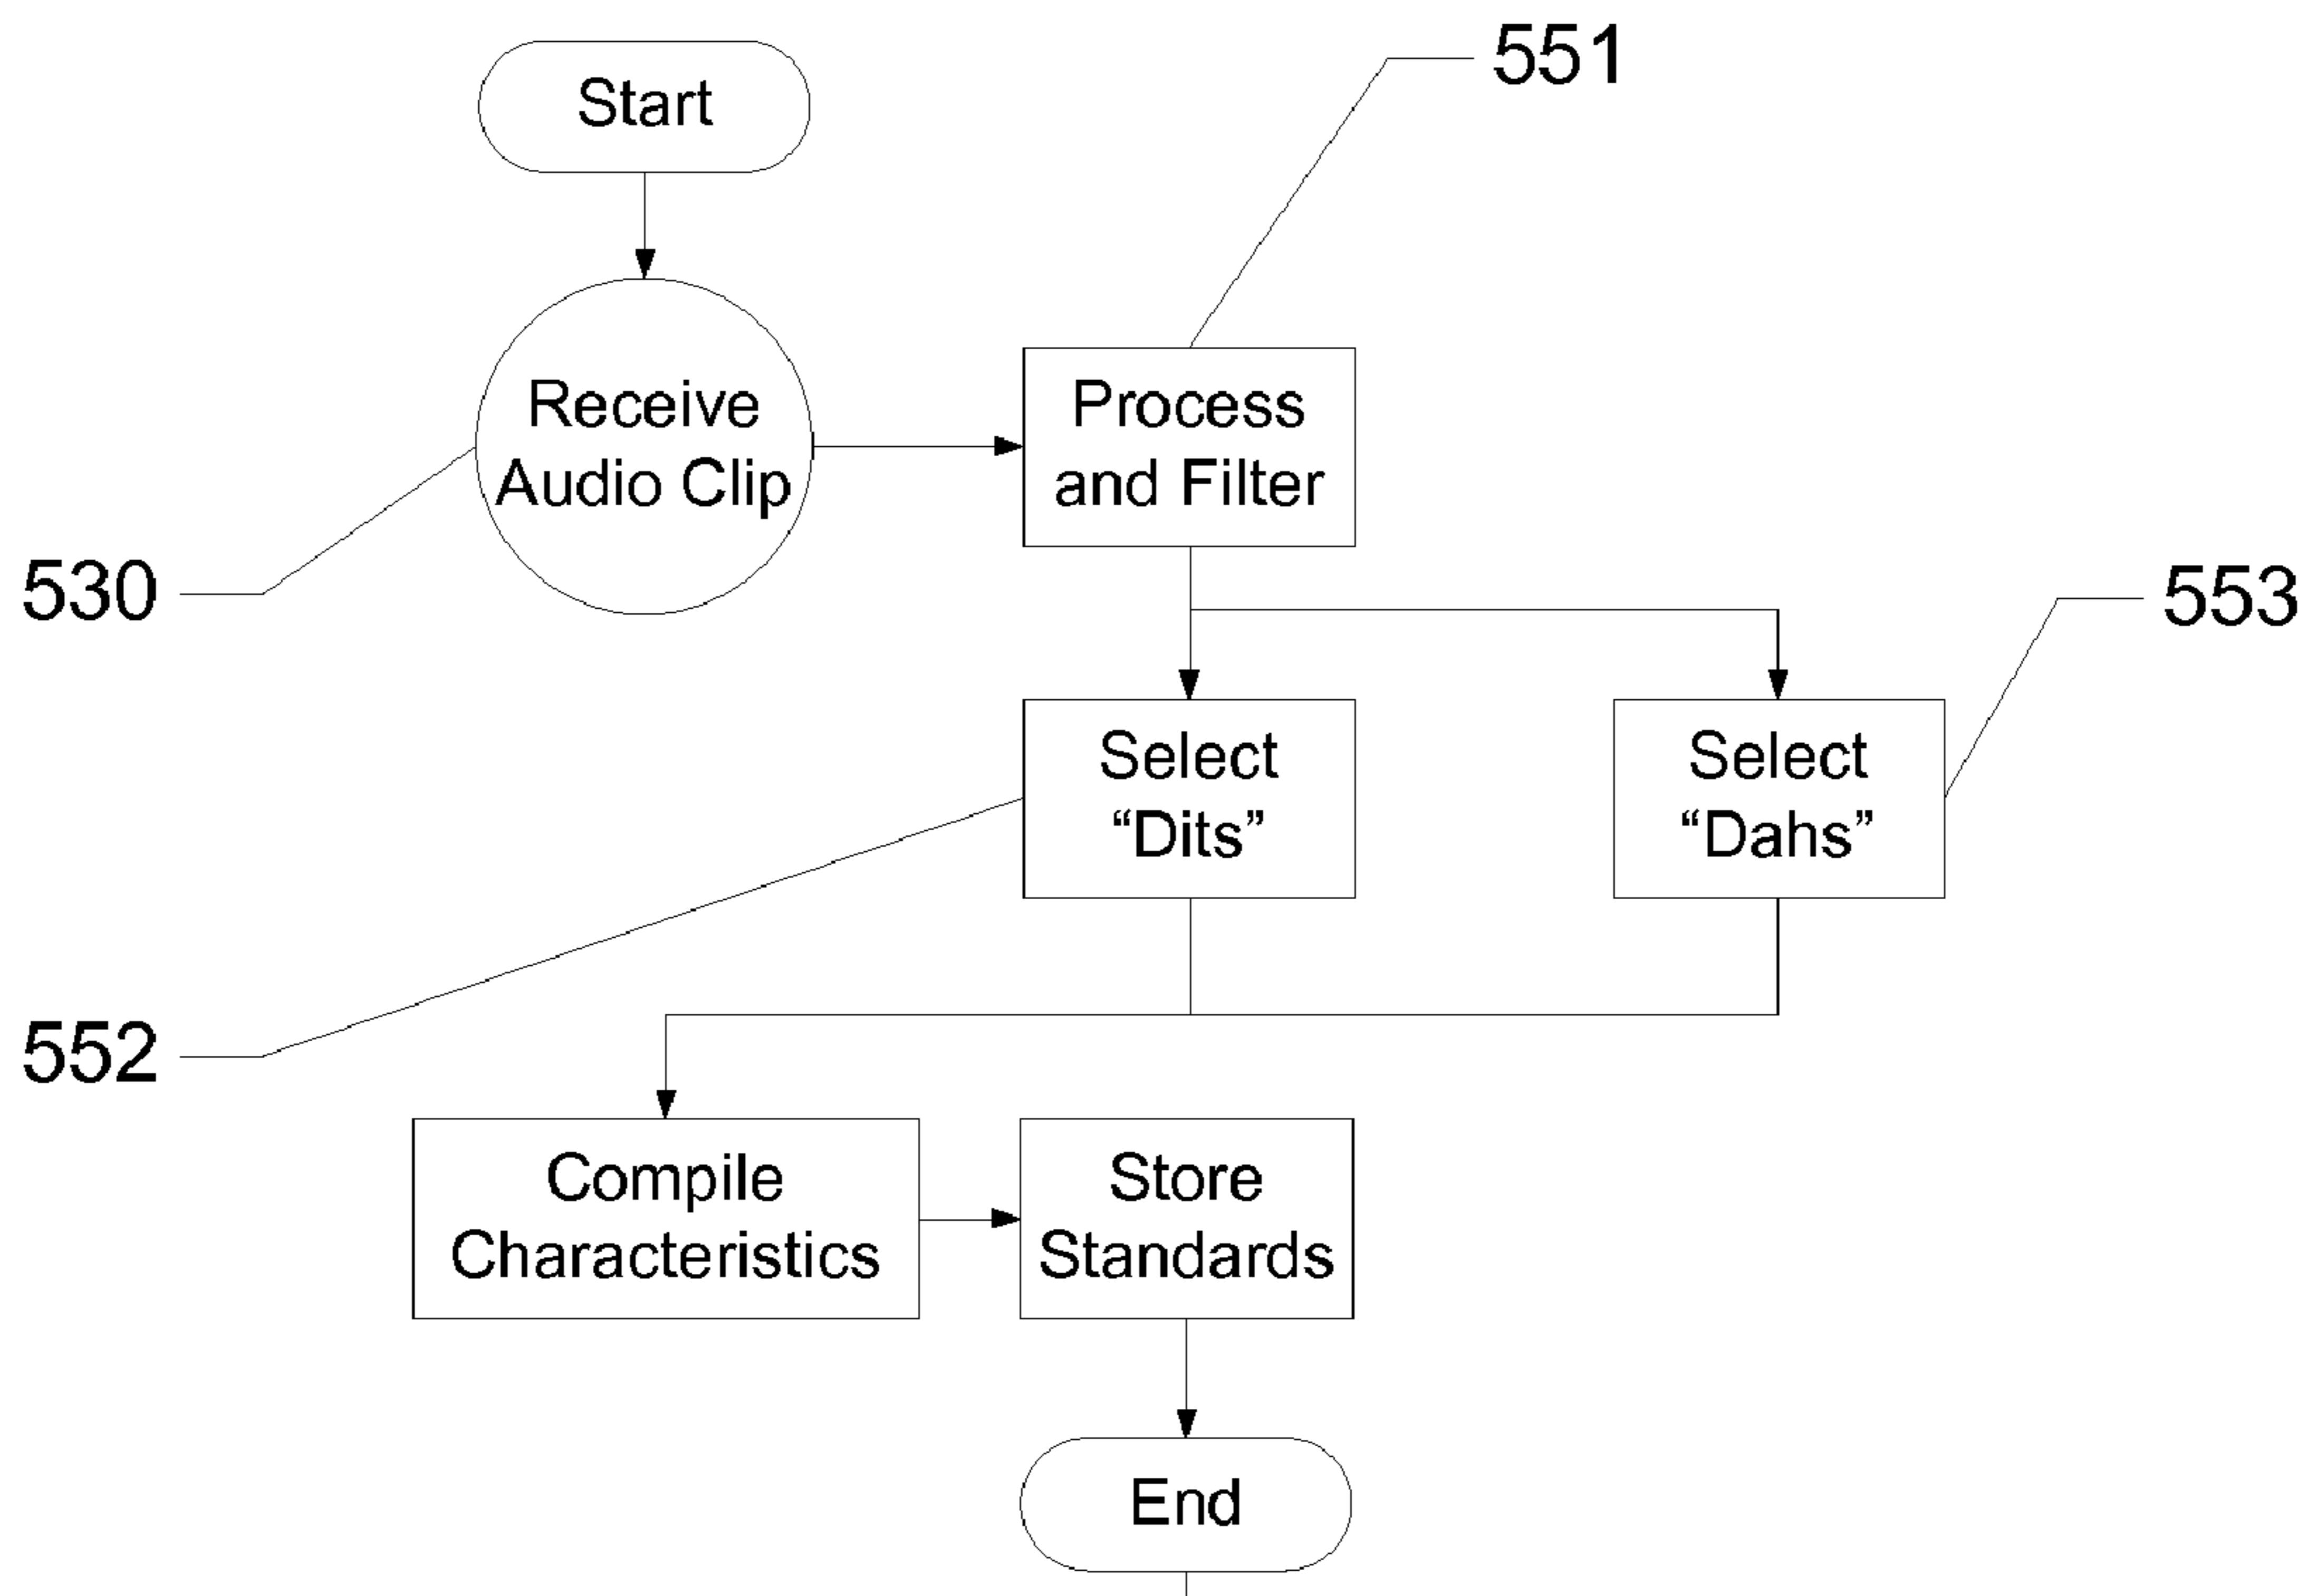 Start
551
Receive
Audio Clip
Process
and Filter
530
553
Select
“Dits”
Select
“Dahs”
552
Compile
Characteristics
Store
Standards
End